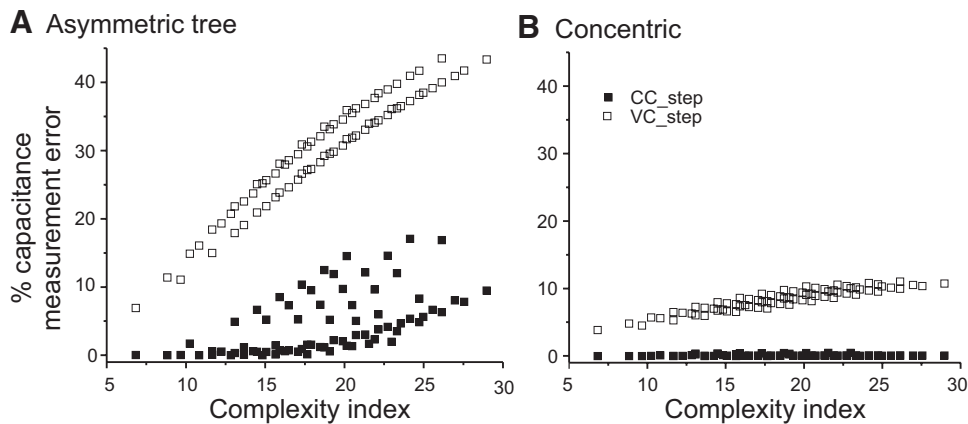 A Asymmetric tree
% capacitance
measurement error
40
30
20
10
0
5 10 15 20 25 30
Complexity index
B Concentric
CC_step
VC_step
40
30
20
10
0
5 10 15 20 25 30
Complexity index